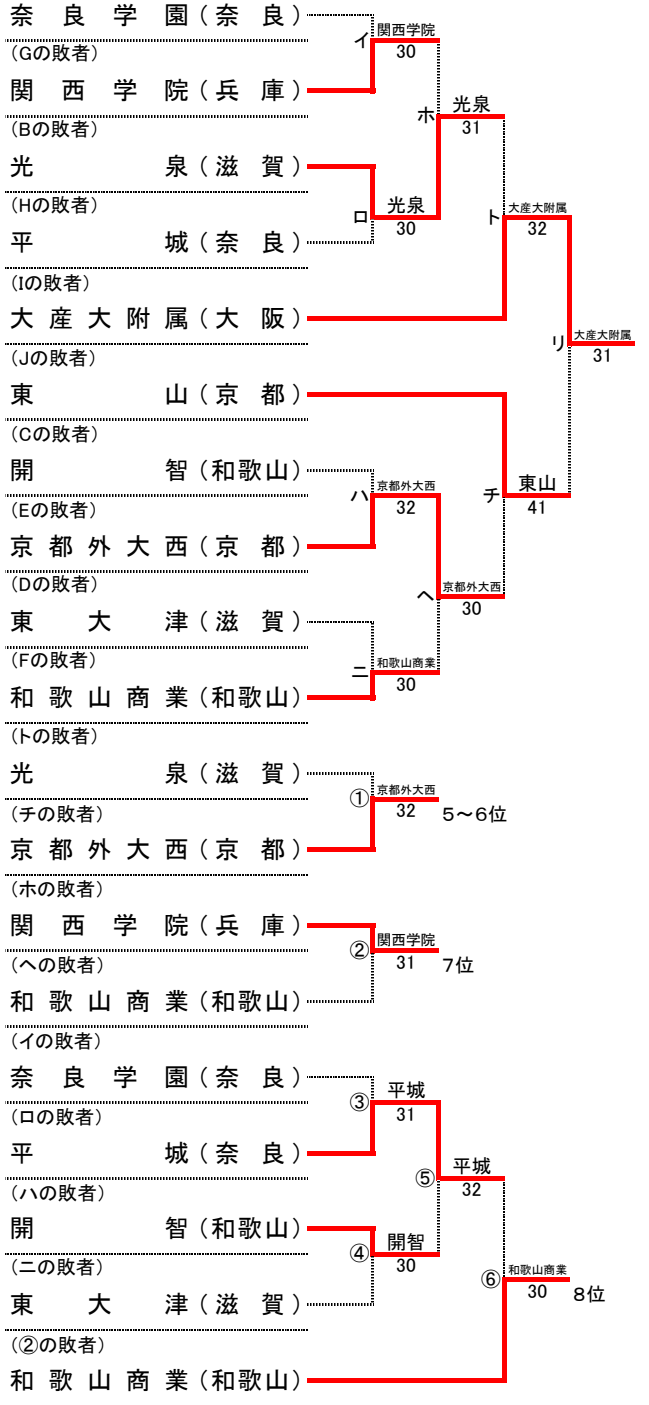 奈良学園(奈良)
イ 関西学院
30
(Gの敗者)
関西学院(兵庫)
ホ 光泉
31
(Bの敗者)
光泉(滋賀)
ロ 光泉
30
(Hの敗者)
平城(奈良)
ト 大産大附属
32
(Iの敗者)
大産大附属(大阪)
リ 大産大附属
31
(Jの敗者)
東山(京都)
(Cの敗者)
開智(和歌山)
ハ 京都外大西
32
チ 東山
41
(Eの敗者)
京都外大西(京都)
(Dの敗者)
ヘ 京都外大西
30
東大津(滋賀)
(Fの敗者)
ニ 和歌山商業
30
和歌山商業(和歌山)
(トの敗者)
光泉(滋賀)
① 京都外大西
32 5~6位
(チの敗者)
京都外大西(京都)
(ホの敗者)
関西学院(兵庫)
② 関西学院
31 7位
(ヘの敗者)
和歌山商業(和歌山)
(イの敗者)
奈良学園(奈良)
③ 平城
31
(ロの敗者)
平城(奈良)
⑤ 平城
32
(ハの敗者)
開智(和歌山)
④ 開智
30
(ニの敗者)
⑥ 和歌山商業
30 8位
東大津(滋賀)
(②の敗者)
和歌山商業(和歌山)